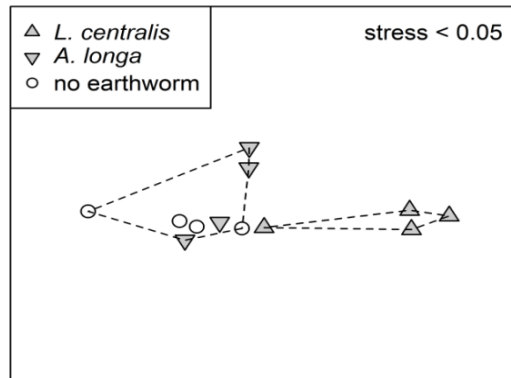 L. centralis
A. longa
no earthworm
stress < 0.05